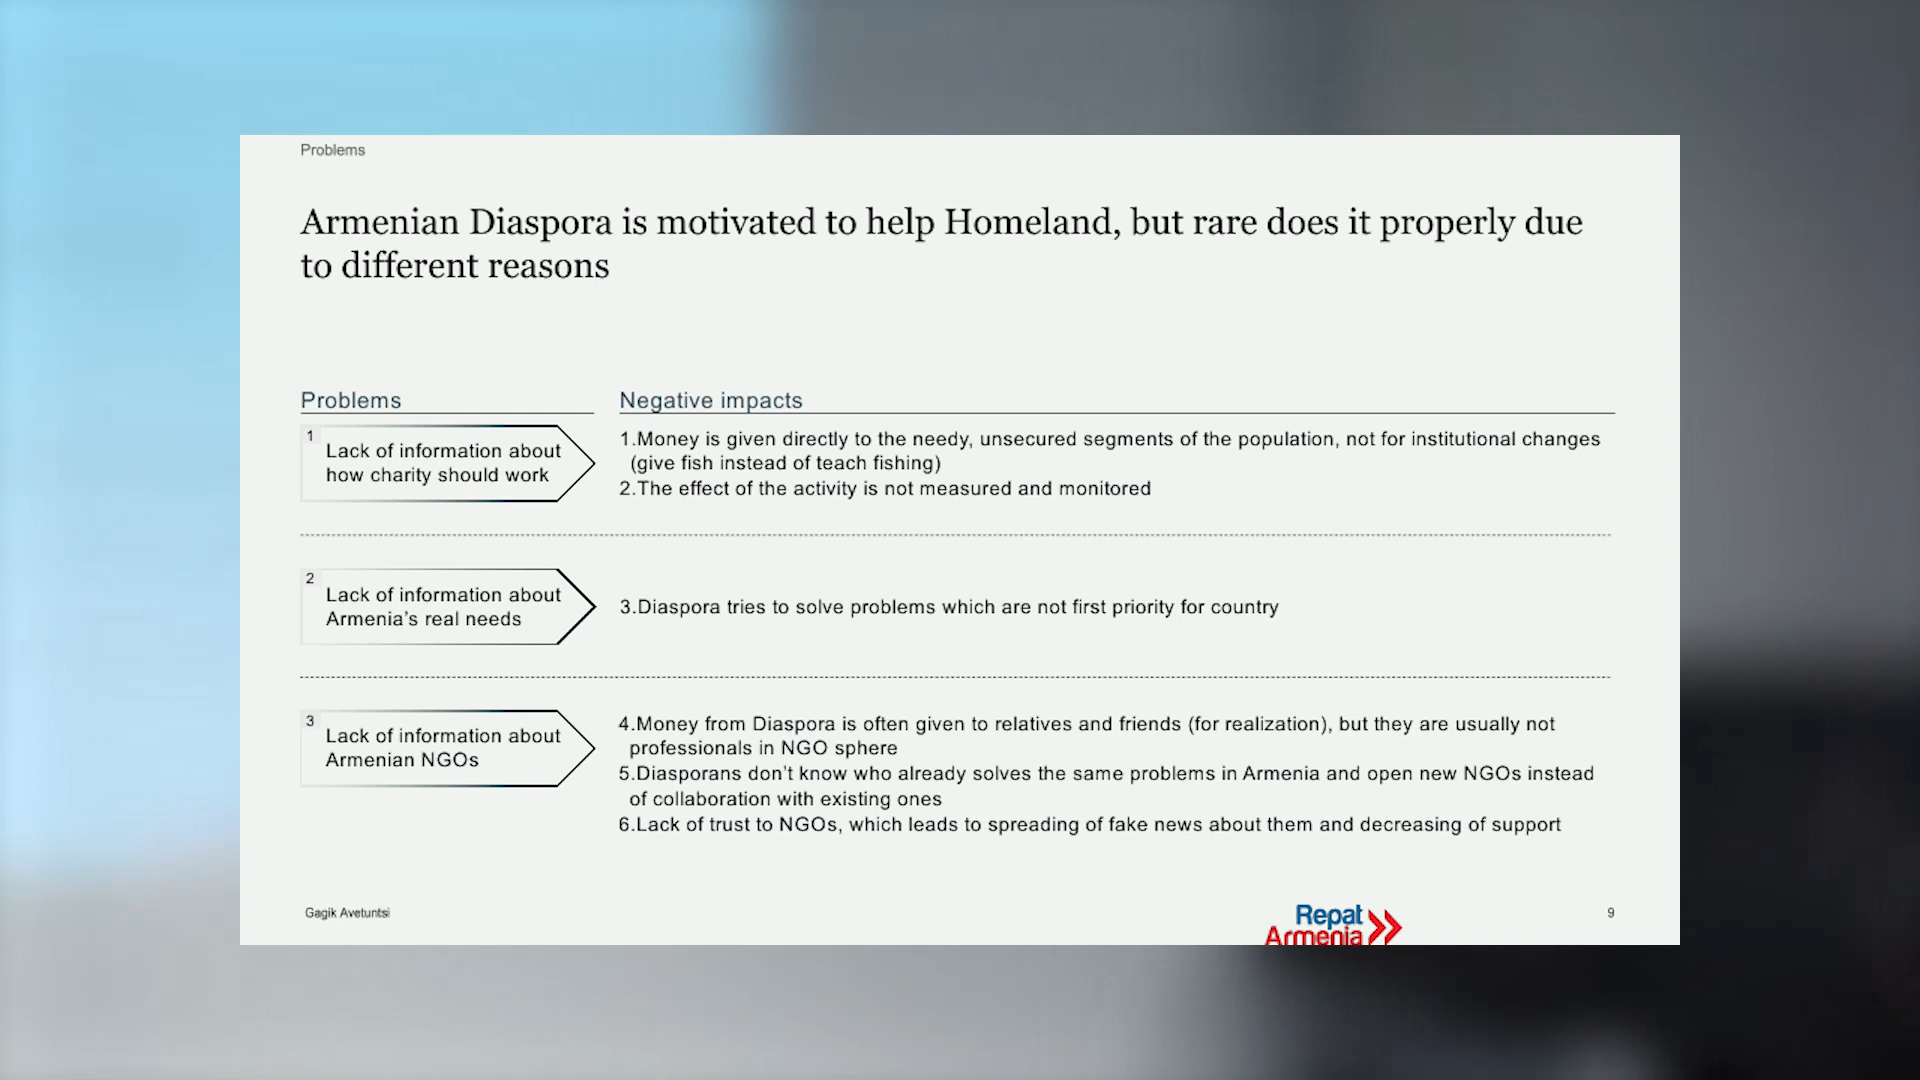 Problems
Armenian Diaspora is motivated to help Homeland, but rare does it properly due
to different reasons
Problems
Negative impacts
1
Lack of information about
how charity should work
1.Money is given directly to the needy, unsecured segments of the population, not for institutional changes
(give fish instead of teach fishing)
2.The effect of the activity is not measured and monitored
2
Lack of information about
Armenia's real needs
3.Diaspora tries to solve problems which are not first priority for country
3
Lack of information about
Armenian NGOs
4.Money from Diaspora is often given to relatives and friends (for realization), but they are usually not
professionals in NGO sphere
5.Diasporans don't know who already solves the same problems in Armenia and open new NGOs instead
of collaboration with existing ones
6.Lack of trust to NGOs, which leads to spreading of fake news about them and decreasing of support
Gagik Avetuntsi
Repat
Armenia
9